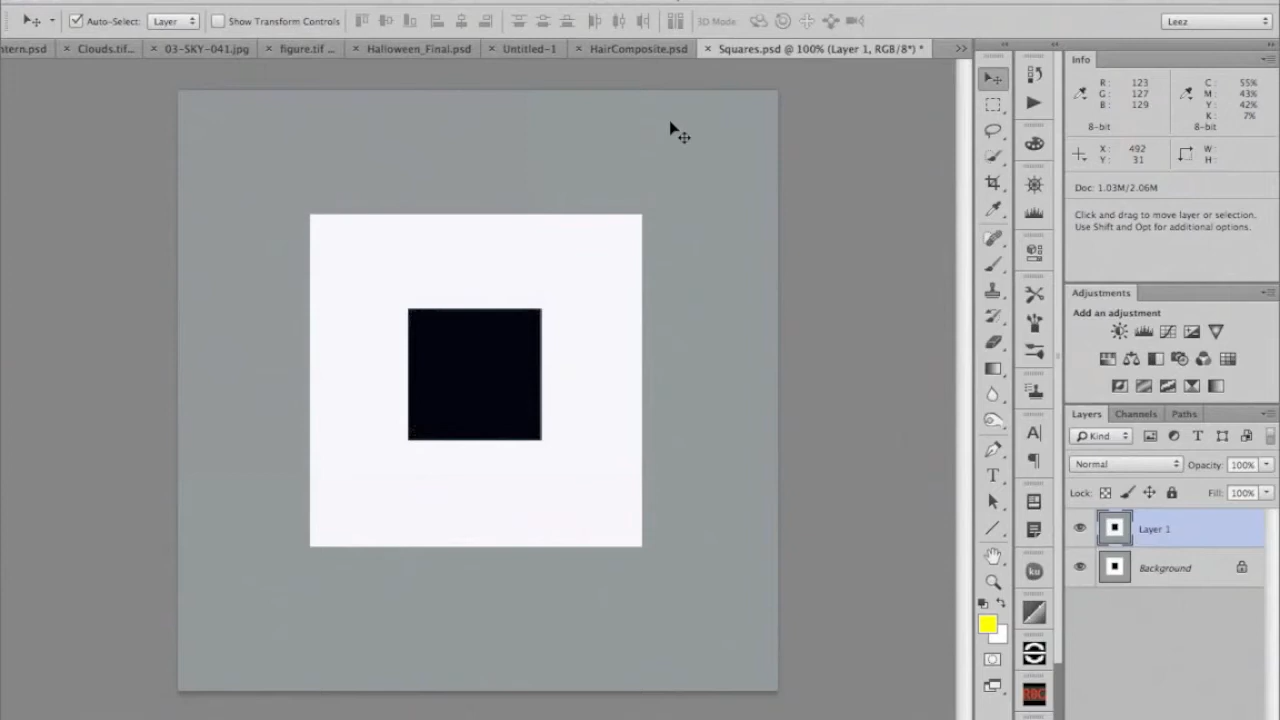 Auto-Select: Layer Show Transform Controls 3D Mode: Leez
ntern.psd × Clouds.tif... × 03-SKY-041.jpg × figure.tif ... × Halloween_Final.psd × Untitled-1 × HairComposite.psd × Squares.psd @ 100% (Layer 1, RGB/8*) * >>
Info
R: 123 C: 55%
G: 127 M: 43%
B: 129 Y: 42%
K: 7%
8-bit 8-bit
X: 492 W:
Y: 31 H:
Doc: 1.03M/2.06M
Click and drag to move layer or selection.
Use Shift and Opt for additional options.
Adjustments
Add an adjustment
Layers Channels Paths
Kind T
Normal Opacity: 100%
Lock: Fill: 100%
Layer 1
Background
A
T
ku
RBG